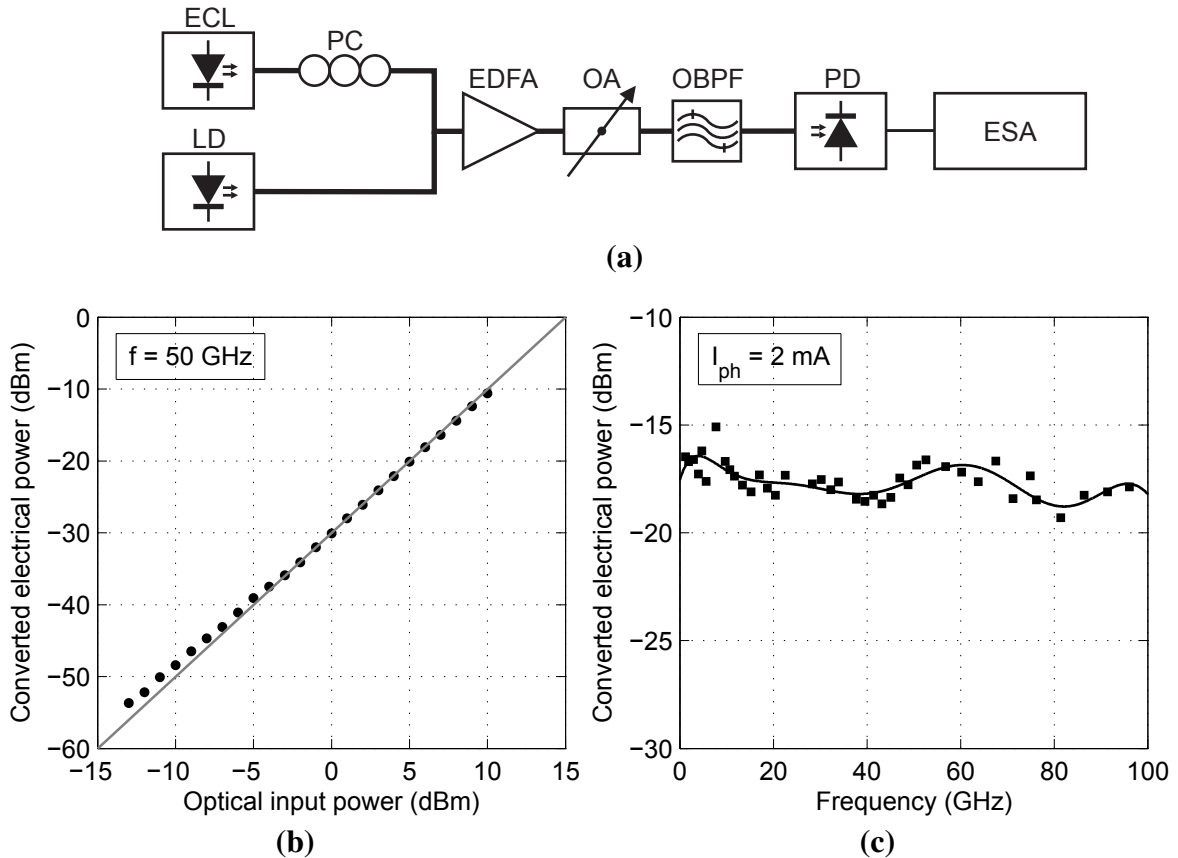 ECL
PC
EDFA
OA
OBPF
PD
ESA
LD
(a)
f = 50 GHz
Converted electrical power (dBm)
0
−10
−20
−30
−40
−50
−60
−15
−10
−5
0
5
10
15
Optical input power (dBm)
(b)
I_ph = 2 mA
Converted electrical power (dBm)
−10
−15
−20
−25
−30
0
20
40
60
80
100
Frequency (GHz)
(c)